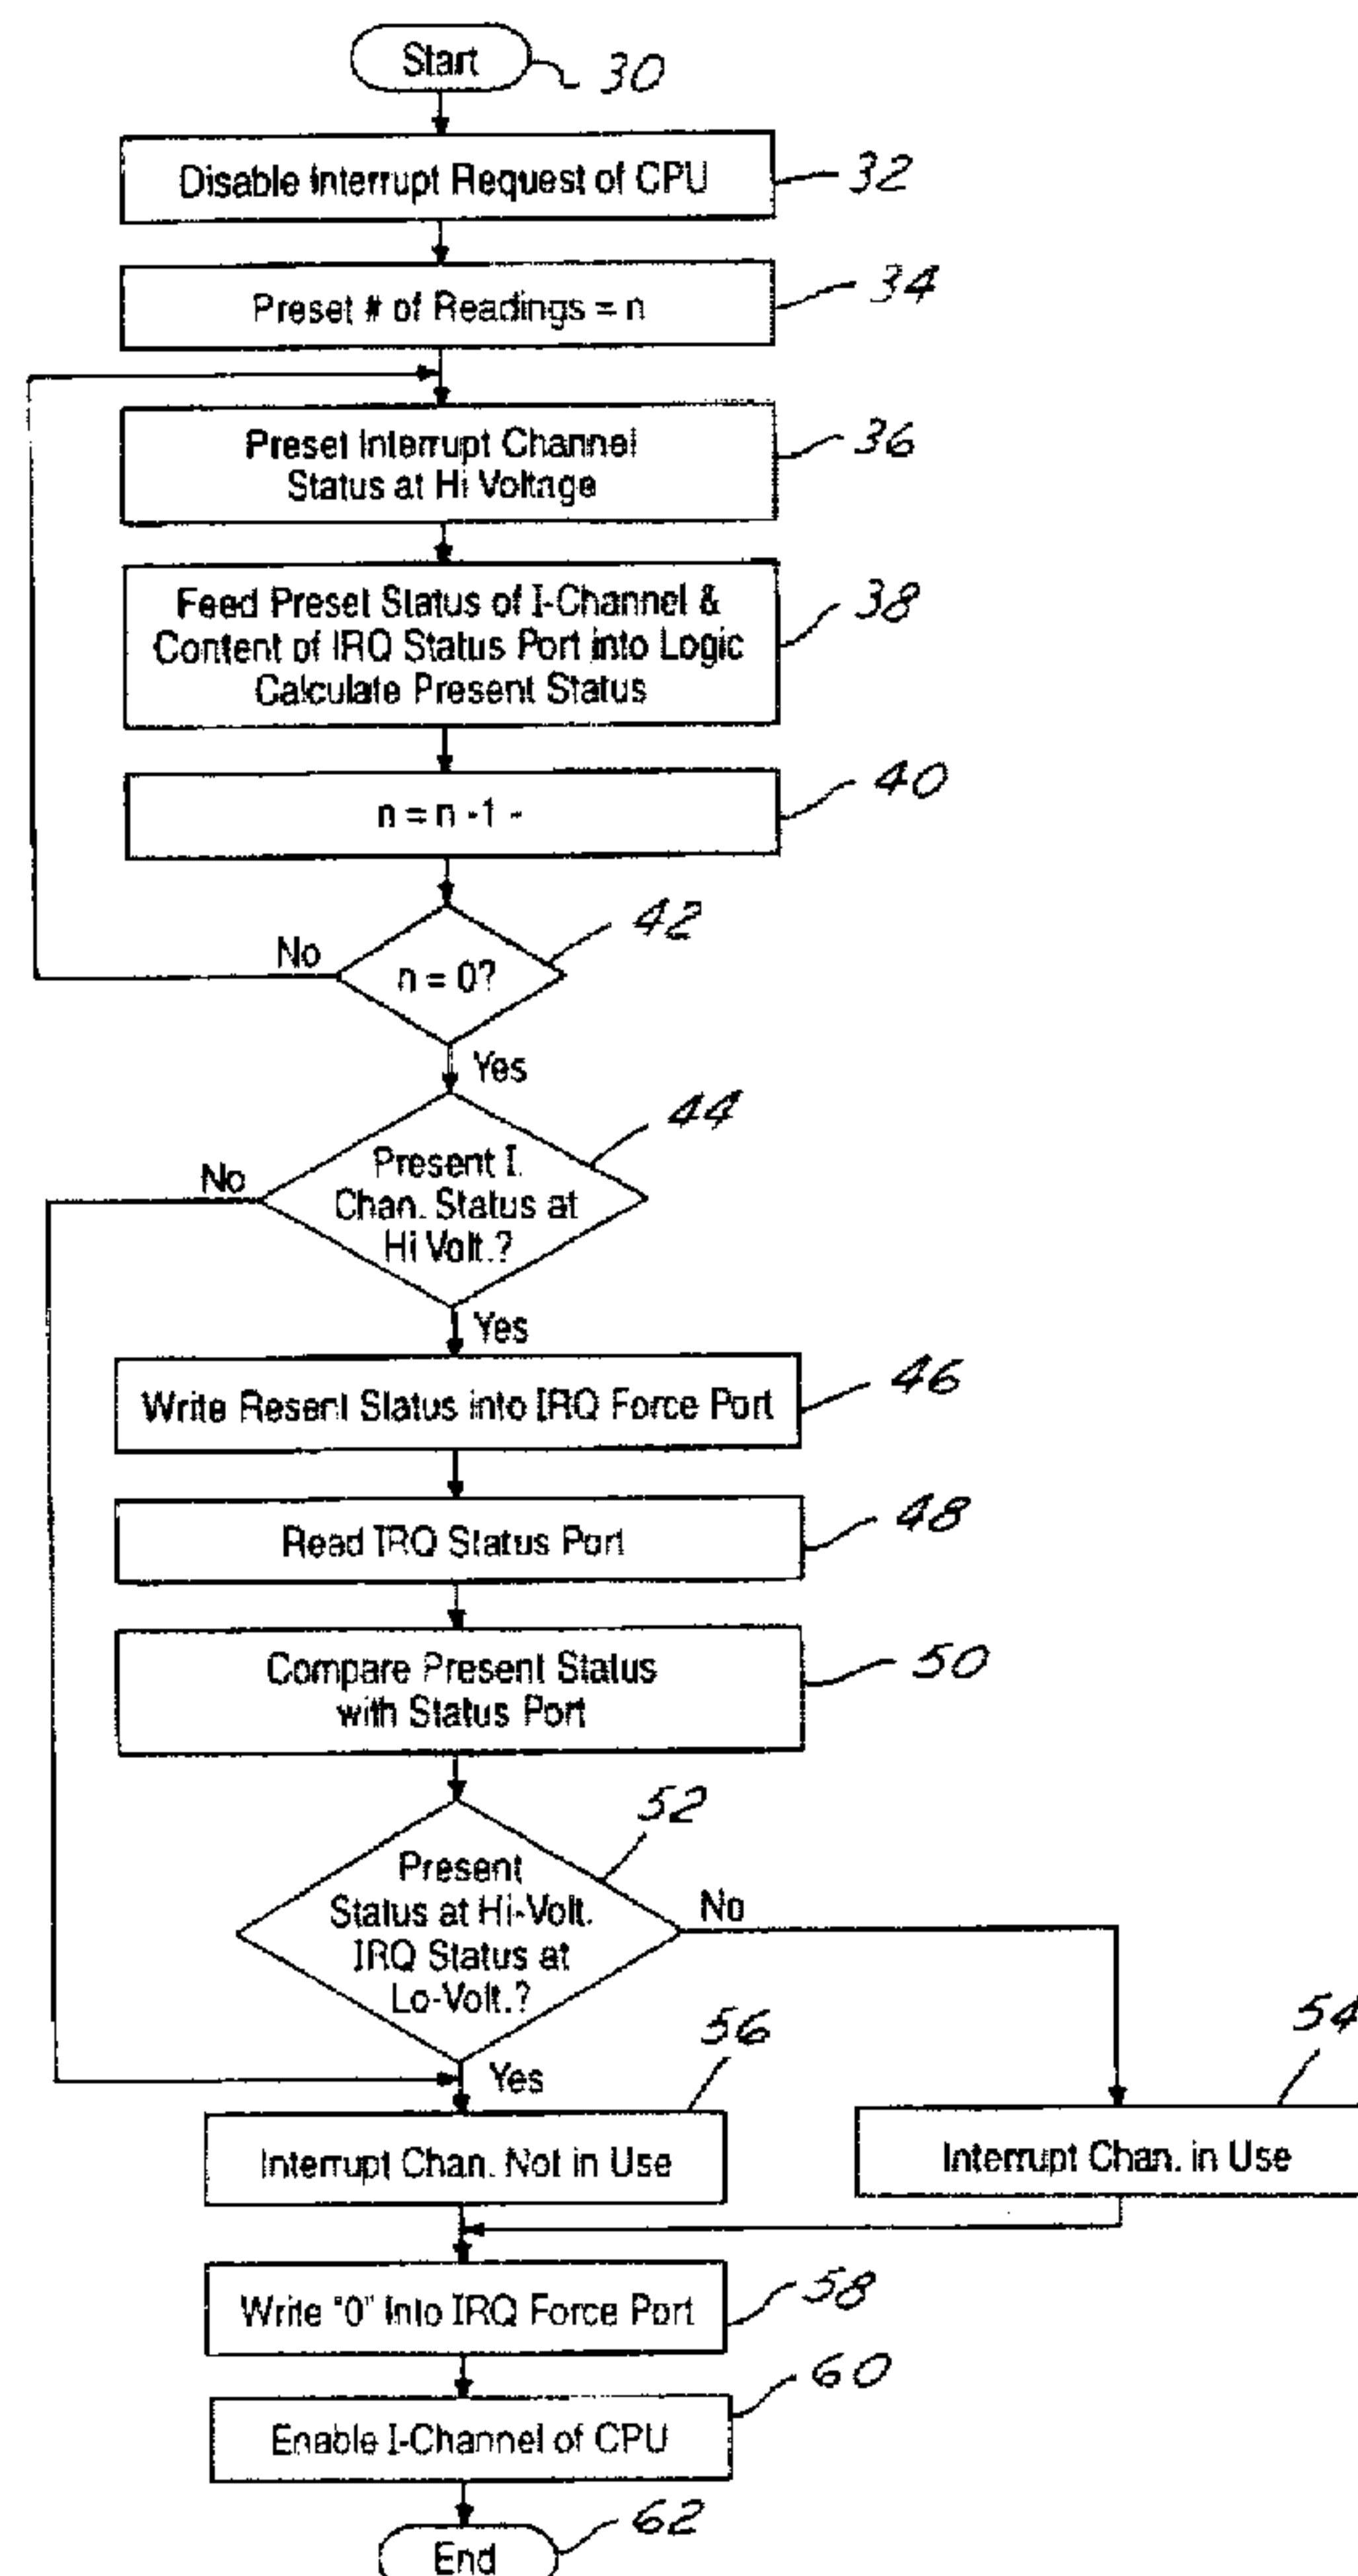 Start
30
Disable Interrupt Request of CPU
32
Preset # of Readings = n
34
Preset Interrupt Channel
Status at Hi Voltage
36
Feed Preset Status of I-Channel &
Content of IRQ Status Port into Logic
Calculate Present Status
38
n = n -1 -
40
42
No
n = 0?
Yes
44
No
Present I.
Chan. Status at
Hi Volt.?
Yes
Write Resent Status into IRQ Force Port
46
Read IRQ Status Port
48
Compare Present Status
with Status Port
50
52
Present
Status at Hi-Volt.
IRQ Status at
Lo-Volt.?
No
Yes
56
54
Interrupt Chan. Not in Use
Interrupt Chan. in Use
Write "0" Into IRQ Force Port
58
Enable I-Channel of CPU
60
End
62